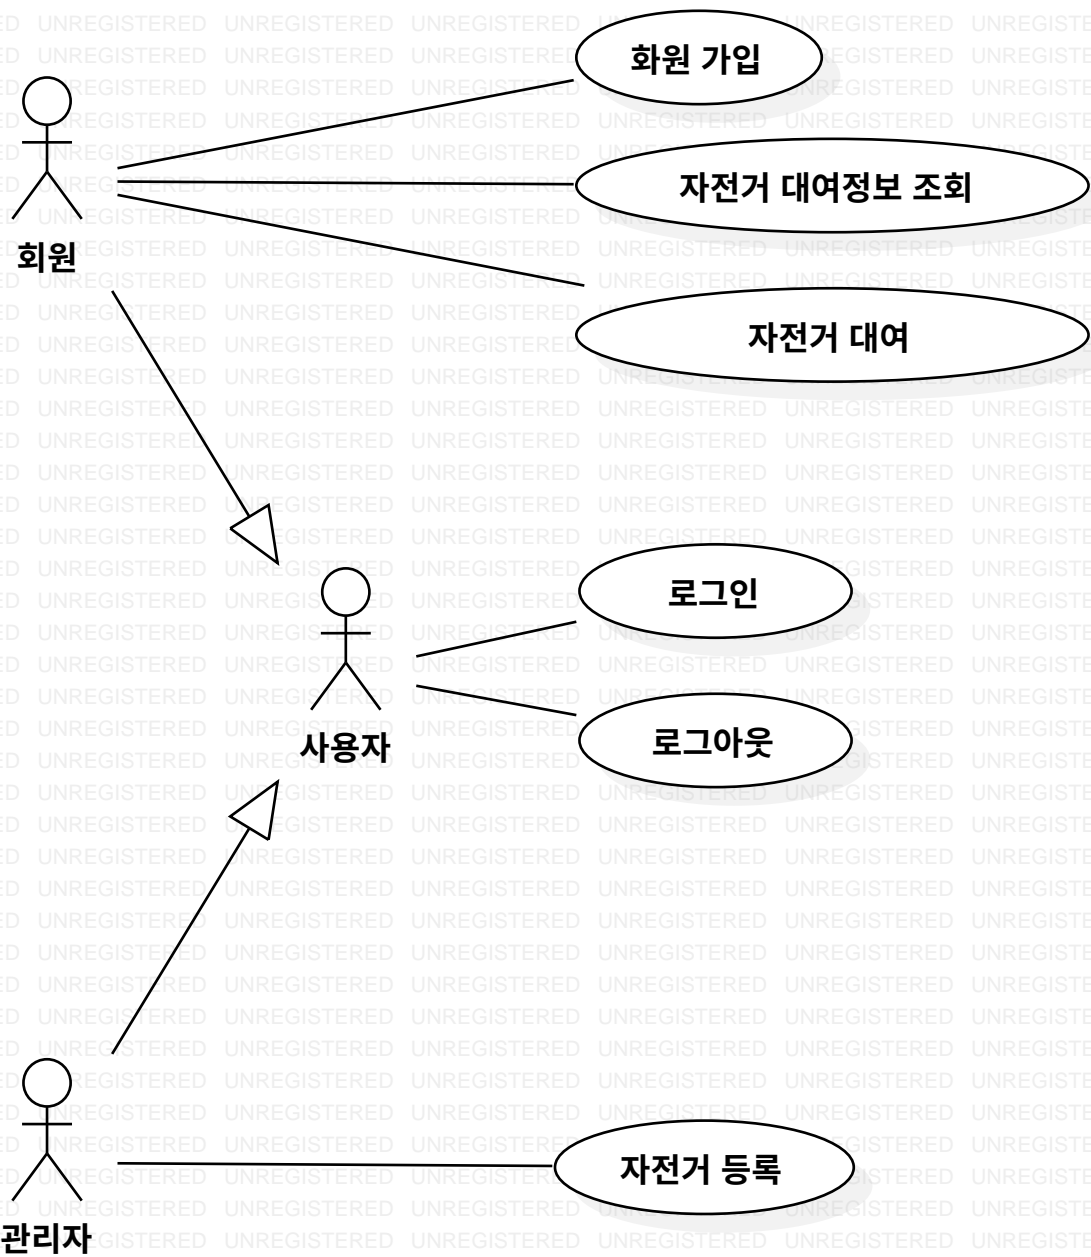 화원 가입
자전거 대여정보 조회
회원
자전거 대여
로그인
로그아웃
사용자
자전거 등록
관리자
UNREGISTERED